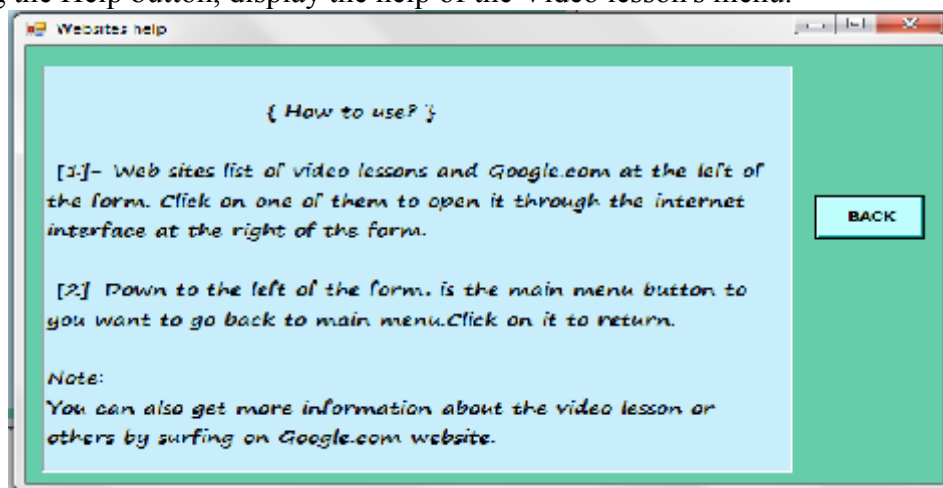 g the Help button, display the help of the Video lesson's menu.
Websites help
{ How to use? }
[1]- Web sites list of video lessons and Google.com at the left of
the form. Click on one of them to open it through the internet
interface at the right of the form.
BACK
[2] Down to the left of the form. is the main menu button to
you want to go back to main menu.Click on it to return.
Note:
You can also get more information about the video lesson or
others by surfing on Google.com website.